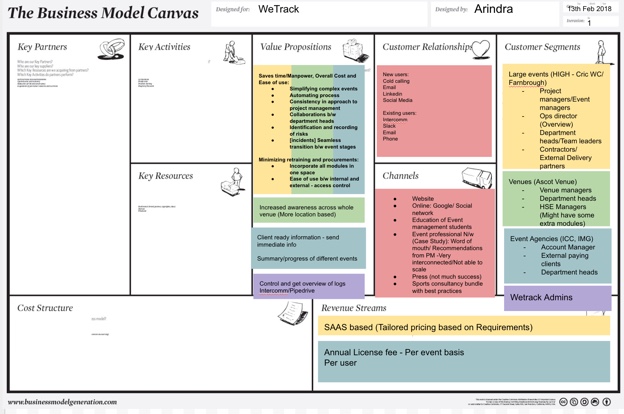 The Business Model Canvas
Designed for:
WeTrack
Designed by:
Arindra
13th Feb 2018
Iteration:
1
Key Partners
Who are our Key Partners?
Who are our key suppliers?
Which Key Resources are we acquiring from partners?
Which Key Activities do partners perform?
Key Activities
Key Resources
Value Propositions
Saves time/Manpower, Overall Cost and
Ease of use:
● Simplifying complex events
● Automating process
● Consistency in approach to
project management
● Collaborations b/w
department heads
● Identification and recording
of risks
● [incidents] Seamless
transition b/w event stages
Minimizing retraining and procurements:
● Incorporate all modules in
one space
● Ease of use b/w internal and
external - access control
Increased awareness across whole
venue (More location based)
Client ready information - send
immediate info
Summary/progress of different events
Control and get overview of logs
Intercomm/Pipedrive
Customer Relationships
New users:
Cold calling
Email
Linkedin
Social Media
Existing users:
Intercomm
Slack
Email
Phone
Channels
● Website
● Online: Google/ Social
network
● Education of Event
management students
● Event professional N/w
(Case Study): Word of
mouth/ Recommendations
from PM -Very
interconnected/Not able to
scale
● Press (not much success)
● Sports consultancy bundle
with best practices
Customer Segments
Large events (HIGH - Cric WC/
Farnbrough)
- Project
managers/Event
managers
- Ops director
(Overview)
- Department
heads/Team leaders
- Contractors/
External Delivery
partners
Venues (Ascot Venue)
- Venue managers
- Department heads
- HSE Managers
(Might have some
extra modules)
Event Agencies (ICC, IMG)
- Account Manager
- External paying
clients
- Department heads
Wetrack Admins
Cost Structure
Revenue Streams
SAAS based (Tailored pricing based on Requirements)
Annual License fee - Per event basis
Per user
www.businessmodelgeneration.com